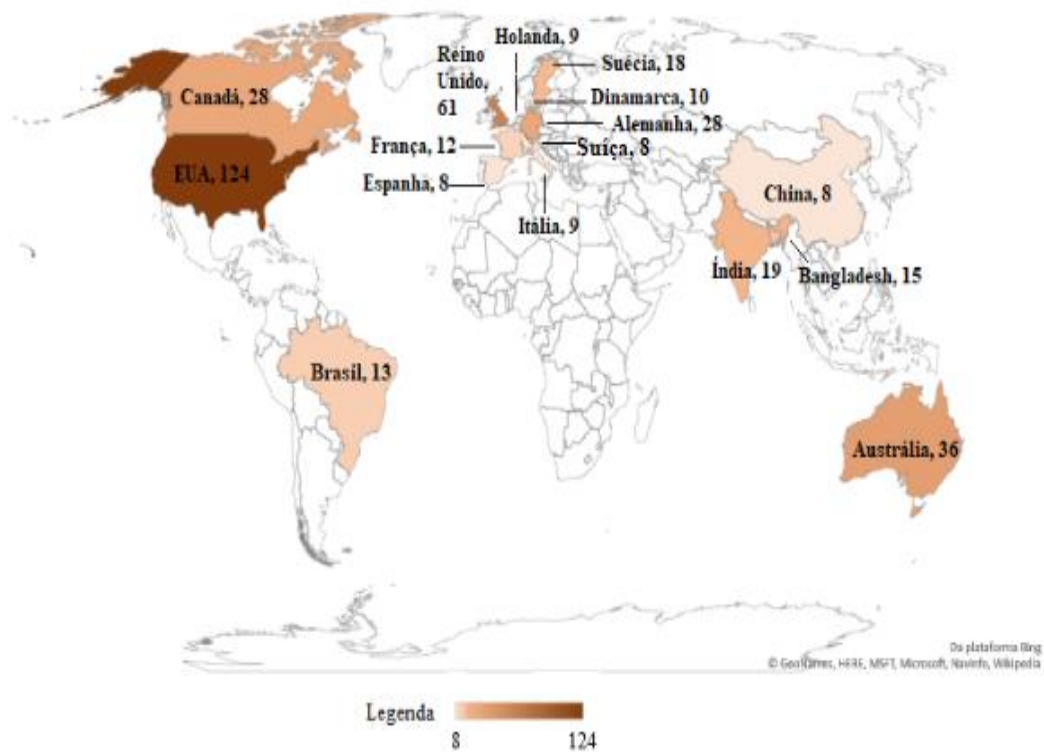 Holanda, 9
Reino
Unido,
61
Suécia, 18
Canadá, 28
Dinamarca, 10
Alemanha, 28
França, 12
Suíça, 8
EUA, 124
Espanha, 8
China, 8
Itália, 9
Índia, 19
Bangladesh, 15
Brasil, 13
Austrália, 36
Da plataforma Bing
© GeoNames, HERE, MSFT, Microsoft, NavInfo, Wikipedia
Legenda
8
124